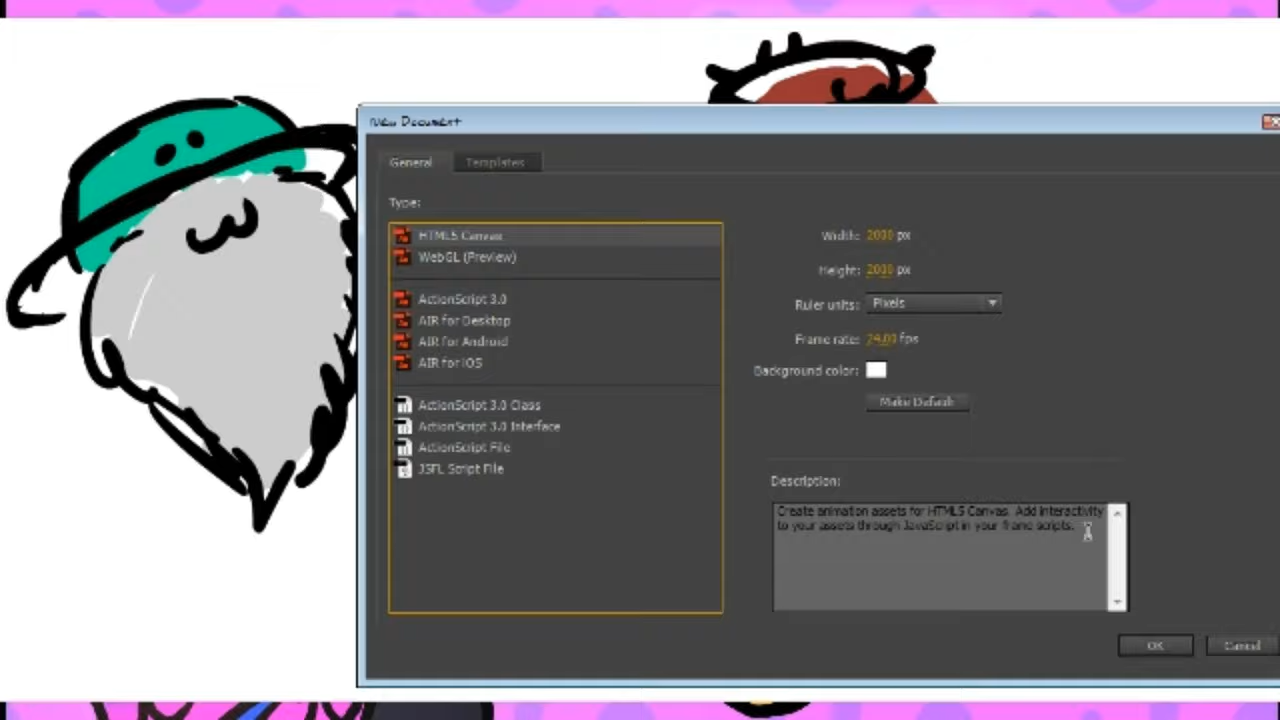 New Document
General
Templates
Type:
HTML5 Canvas
WebGL (Preview)
ActionScript 3.0
AIR for Desktop
AIR for Android
AIR for iOS
ActionScript 3.0 Class
ActionScript 3.0 Interface
ActionScript File
JSFL Script File
Width: 2000 px
Height: 2000 px
Ruler units: Pixels
Frame rate: 24.00 fps
Background color:
Make Default
Description:
Create animation assets for HTML5 Canvas. Add interactivity
to your assets through JavaScript in your frame scripts.
OK
Cancel